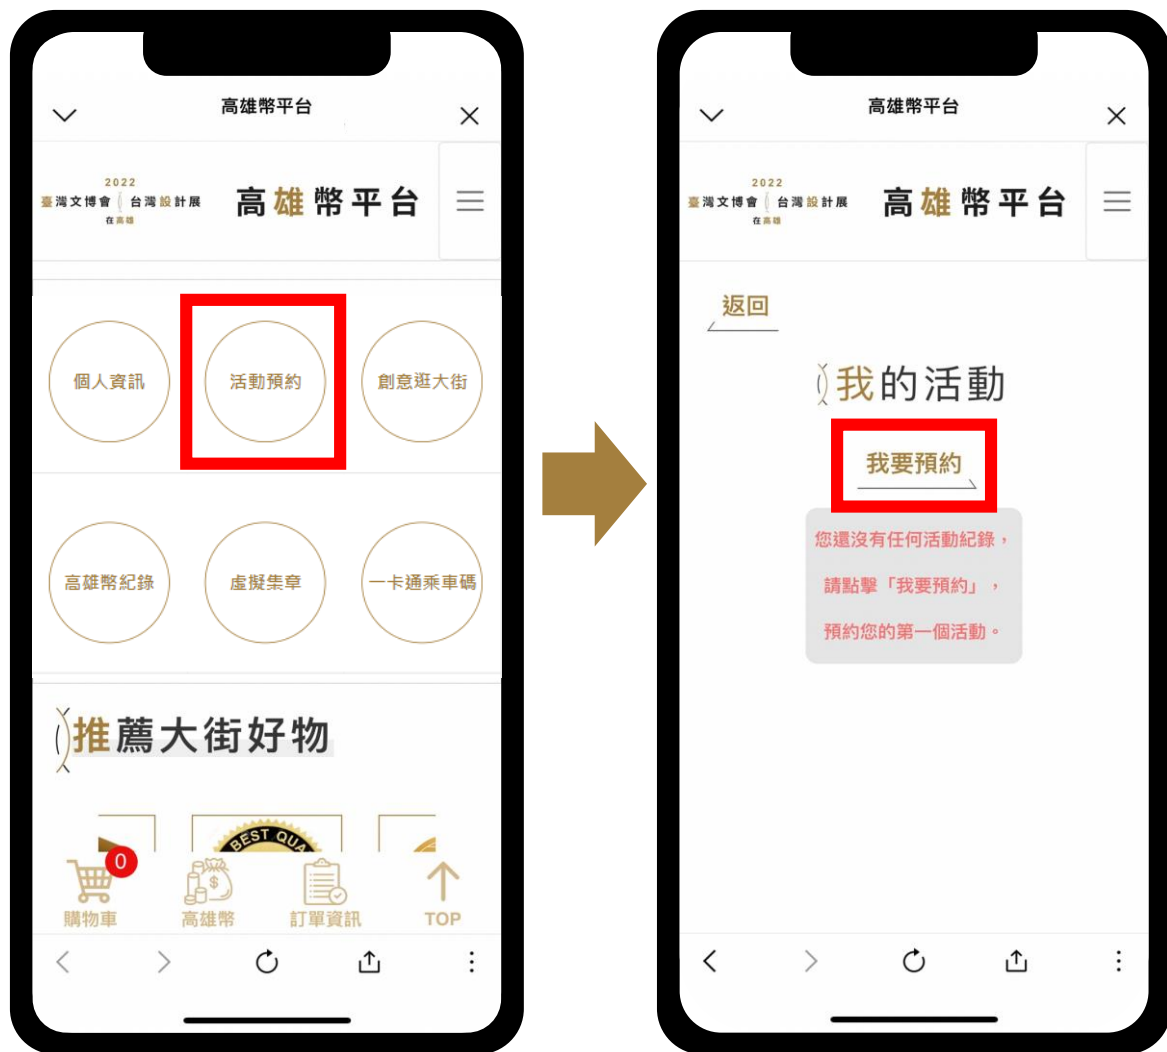 高雄幣平台
2022
臺灣文博會 台灣設計展
在高雄
高雄幣平台
個人資訊
活動預約
創意逛大街
高雄幣紀錄
虛擬集章
一卡通乘車碼
推薦大街好物
BEST QUA
0
$
購物車
高雄幣
訂單資訊
TOP
高雄幣平台
2022
臺灣文博會 台灣設計展
在高雄
高雄幣平台
返回
我的活動
我要預約
您還沒有任何活動紀錄，
請點擊「我要預約」，
預約您的第一個活動。